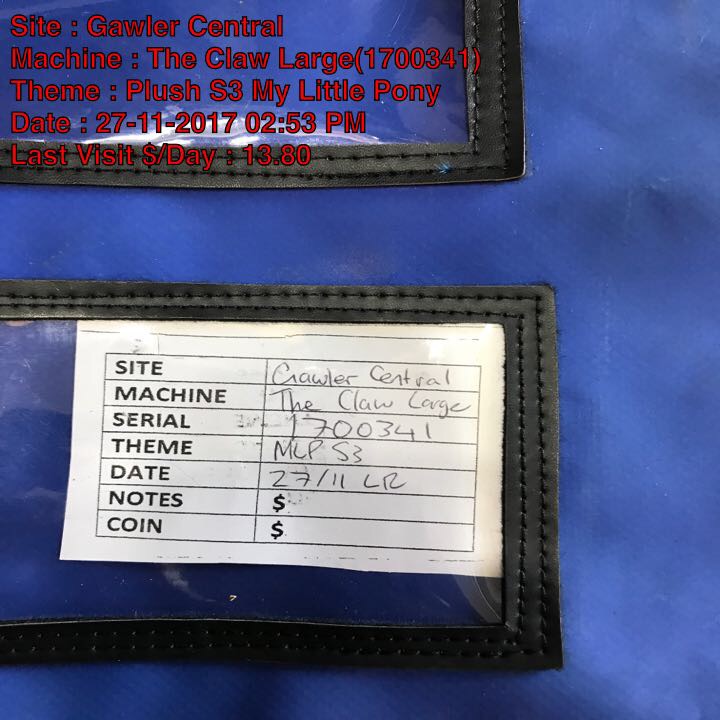 Site : Gawler Central
Machine : The Claw Large(1700341)
Theme : Plush S3 My Little Pony
Date : 27-11-2017 02:53 PM
Last Visit $/Day : 13.80
SITE Gawler Central
MACHINE The Claw Large
SERIAL 1700341
THEME MLP S3
DATE 27/11 LR
NOTES $
COIN $